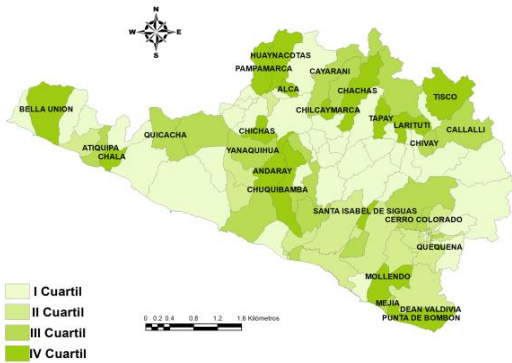 N
W E
S
HUAYNACOTAS
PAMPAMARCA
CAYARANI
ALCA
CHACHAS
TISCO
BELLA UNION
CHILCAYMARCA
TAPAY
LARITUTI
CALLALLI
QUICACHA
CHICHAS
CHIVAY
ATIQUIPA
YANAQUIHUA
CHALA
ANDARAY
CHUQUIBAMBA
SANTA ISABEL DE SIGUAS
CERRO COLORADO
QUEQUENA
MOLLENDO
MEJIA
DEAN VALDIVIA
PUNTA DE BOMBON
I Cuartil
II Cuartil
III Cuartil
IV Cuartil
0 0.2 0.4 0.8 1.2 1.6 Kilómetros